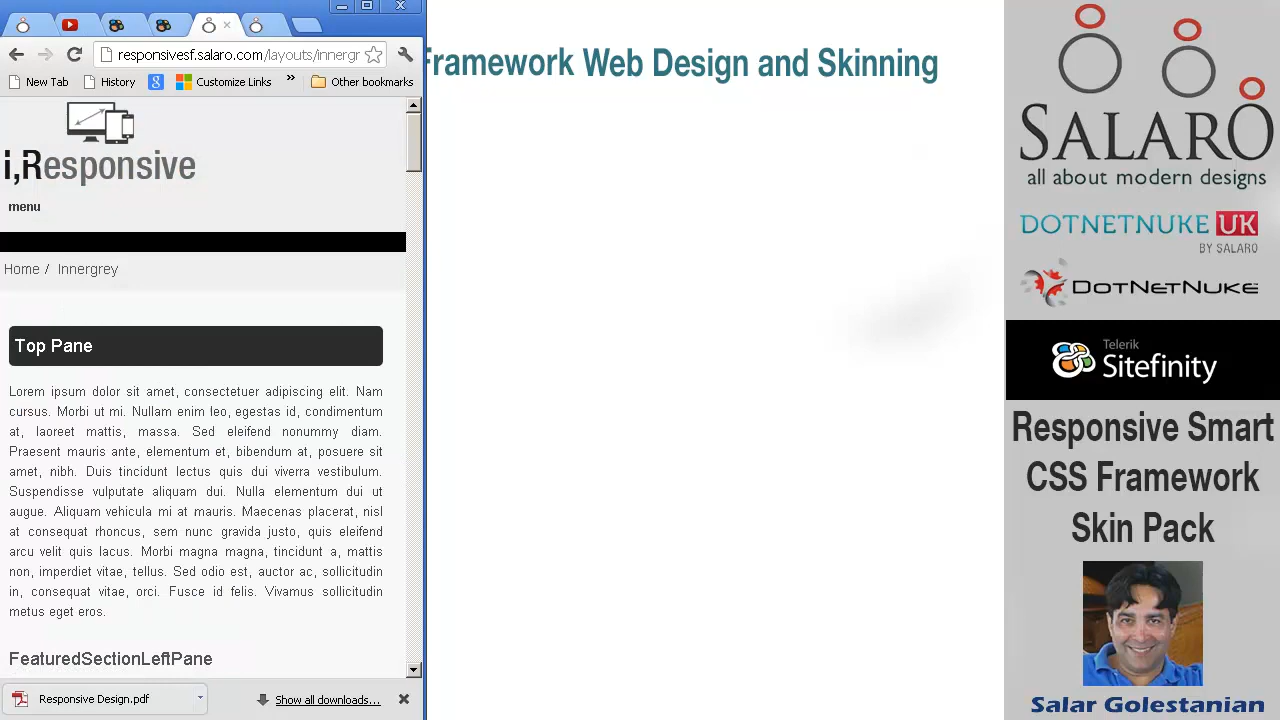 responsivesf.salaro.com/layouts/innergr
New Tab
History
Customize Links
»
Other bookmarks
i,Responsive
menu
Home / Innergrey
Top Pane
Lorem ipsum dolor sit amet, consectetuer adipiscing elit. Nam
cursus. Morbi ut mi. Nullam enim leo, egestas id, condimentum
at, laoreet mattis, massa. Sed eleifend nonummy diam.
Praesent mauris ante, elementum et, bibendum at, posuere sit
amet, nibh. Duis tincidunt lectus quis dui viverra vestibulum.
Suspendisse vulputate aliquam dui. Nulla elementum dui ut
augue. Aliquam vehicula mi at mauris. Maecenas placerat, nisl
at consequat rhoncus, sem nunc gravida justo, quis eleifend
arcu velit quis lacus. Morbi magna magna, tincidunt a, mattis
non, imperdiet vitae, tellus. Sed odio est, auctor ac, sollicitudin
in, consequat vitae, orci. Fusce id felis. Vivamus sollicitudin
metus eget eros.
FeaturedSectionLeftPane
Responsive Design.pdf
Show all downloads...
Framework Web Design and Skinning
SALARO
all about modern designs
DOTNETNUKE UK
BY SALARO
DOTNETNUKE
Telerik
Sitefinity
Responsive Smart
CSS Framework
Skin Pack
Salar Golestanian